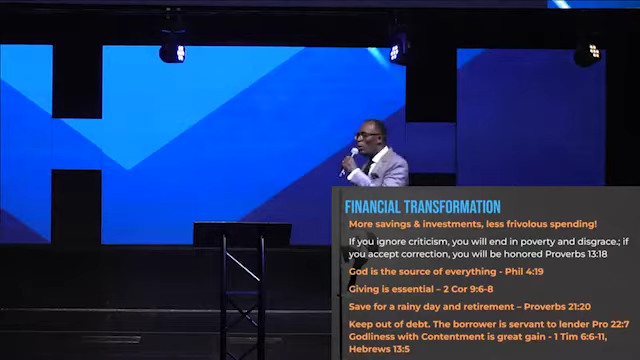 FINANCIAL TRANSFORMATION
More savings & investments, less frivolous spending!
If you ignore criticism, you will end in poverty and disgrace,; if
you accept correction, you will be honored Proverbs 13:18
God is the source of everything - Phil 4:19
Giving is essential – 2 Cor 9:6-8
Save for a rainy day and retirement – Proverbs 21:20
Keep out of debt. The borrower is servant to lender Pro 22:7
Godliness with Contentment is great gain - 1 Tim 6:6-11,
Hebrews 13:5